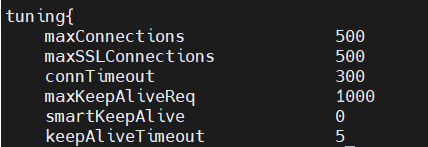 tuning{
    maxConnections               500
    maxSSLConnections            500
    connTimeout                  300
    maxKeepAliveReq              1000
    smartKeepAlive               0
    keepAliveTimeout             5